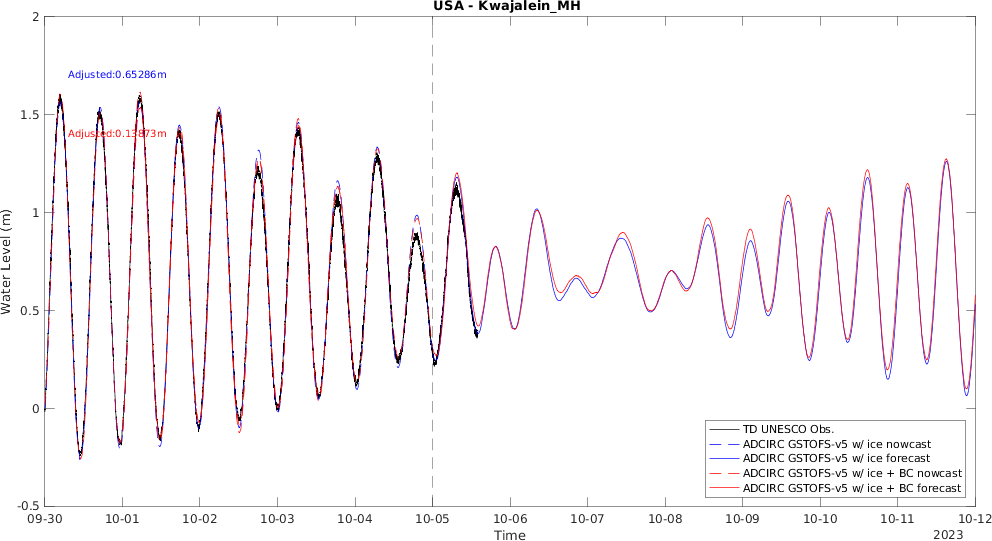 USA - Kwajalein_MH
2
1.5
1
0.5
0
-0.5
Water Level (m)
Adjusted:0.65286m
Adjusted:0.13873m
TD UNESCO Obs.
ADCIRC GSTOFS-v5 w/ ice nowcast
ADCIRC GSTOFS-v5 w/ ice forecast
ADCIRC GSTOFS-v5 w/ ice + BC nowcast
ADCIRC GSTOFS-v5 w/ ice + BC forecast
09-30 10-01 10-02 10-03 10-04 10-05 10-06 10-07 10-08 10-09 10-10 10-11 10-12
Time
2023